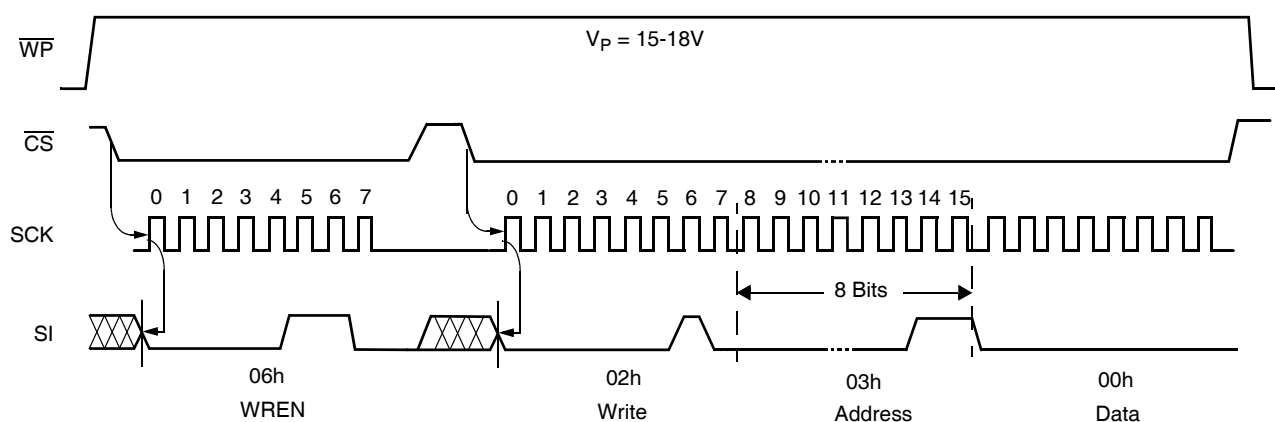 WP
V_P = 15-18V
CS
0 1 2 3 4 5 6 7
0 1 2 3 4 5 6 7 8 9 10 11 12 13 14 15
SCK
8 Bits
SI
06h 02h 03h 00h
WREN Write Address Data